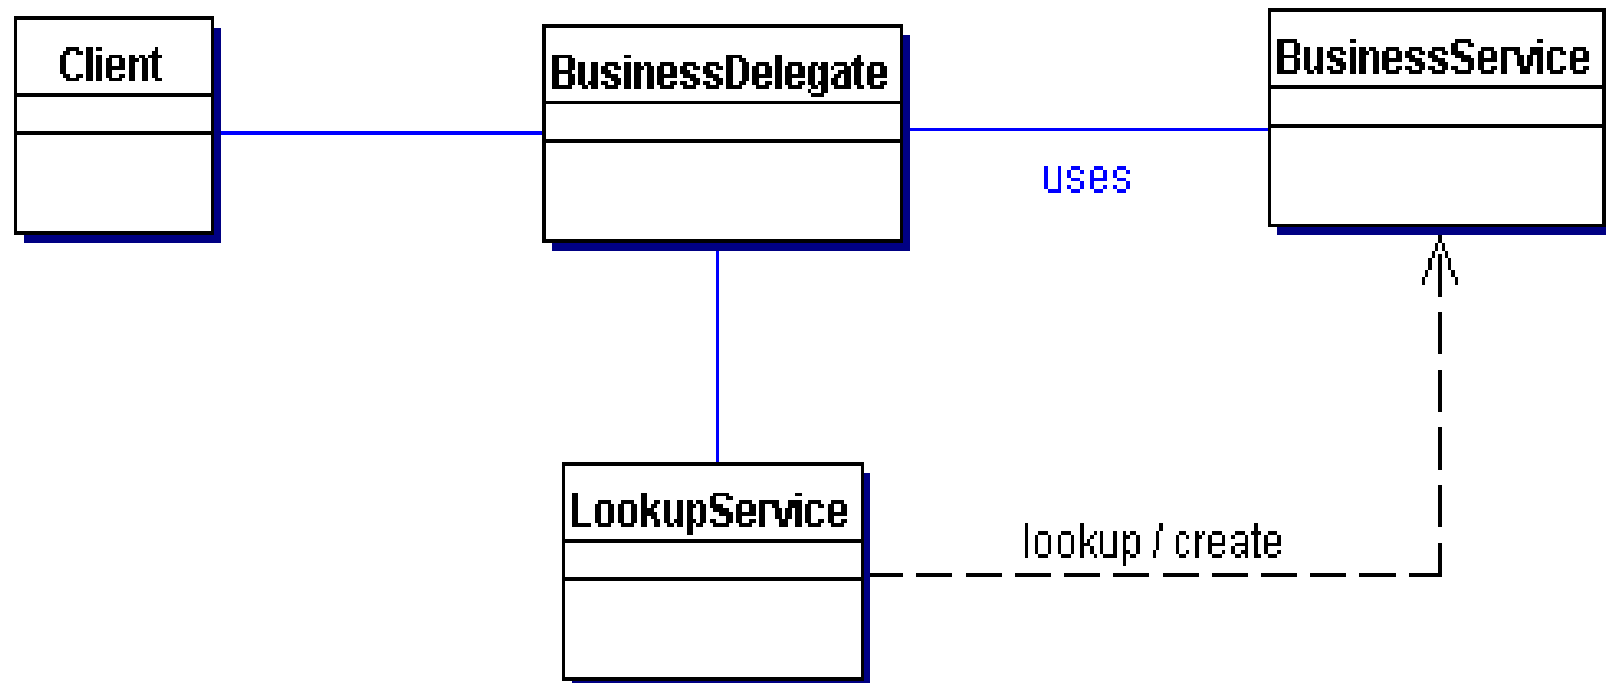 Client
BusinessDelegate
BusinessService
uses
LookupService
lookup / create